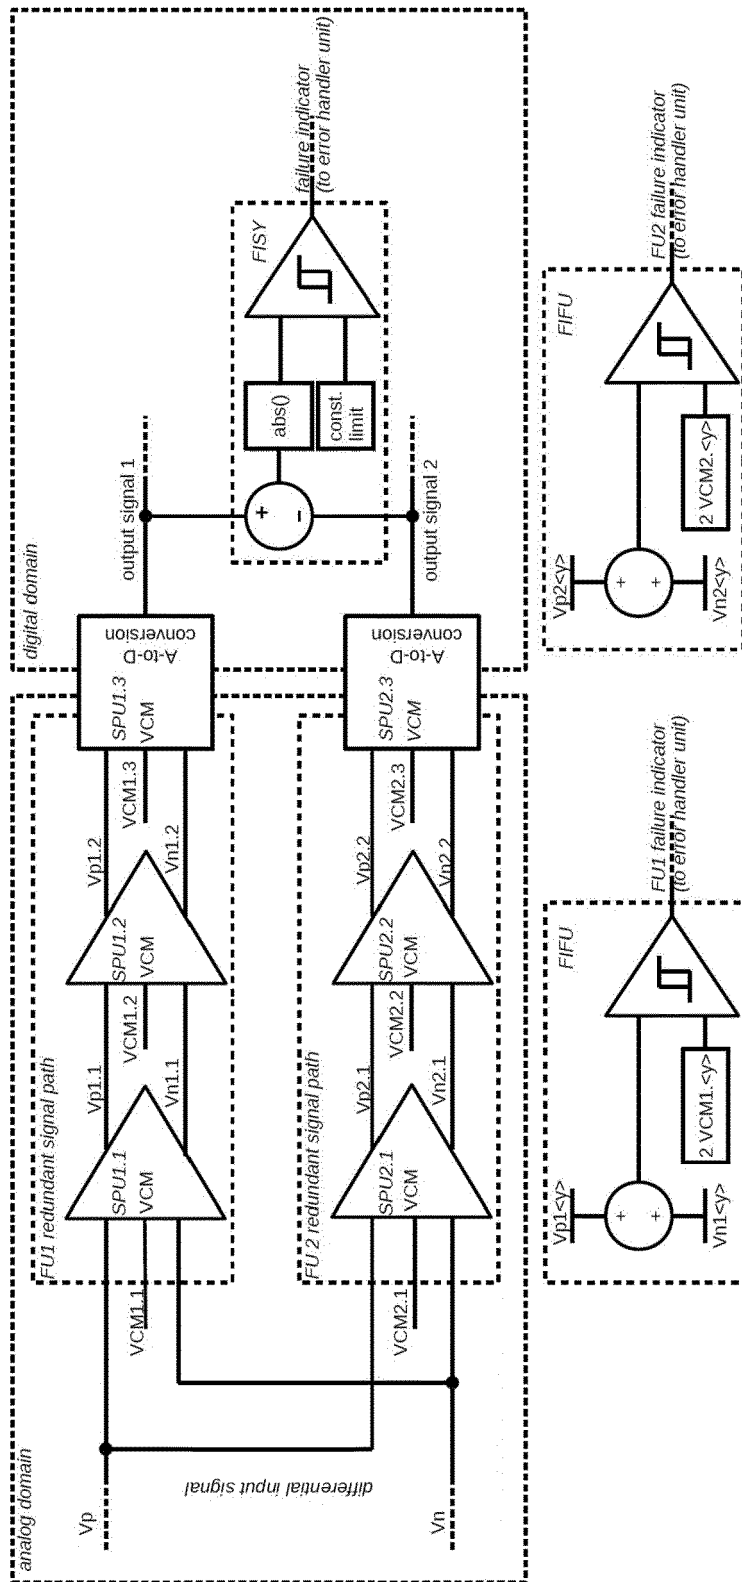 analog domain
Vp
Vn
differential input signal
FU1 redundant signal path
VCM1.1
SPU1.1
VCM
Vp1.1
Vn1.1
VCM1.2
SPU1.2
VCM
Vp1.2
Vn1.2
VCM1.3
SPU1.3
VCM
A-to-D
conversion
FU 2 redundant signal path
VCM2.1
SPU2.1
VCM
Vp2.1
Vn2.1
VCM2.2
SPU2.2
VCM
Vp2.2
Vn2.2
VCM2.3
SPU2.3
VCM
A-to-D
conversion
digital domain
output signal 1
output signal 2
+
−
abs()
const.
limit
FISY
failure indicator
(to error handler unit)
Vp1<y>
Vn1<y>
+
+
2 VCM1.<y>
FIFU
FU1 failure indicator
(to error handler unit)
Vp2<y>
Vn2<y>
+
+
2 VCM2.<y>
FIFU
FU2 failure indicator
(to error handler unit)